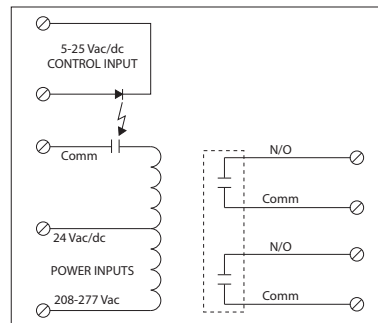 5-25 Vac/dc
CONTROL INPUT
Comm
24 Vac/dc
POWER INPUTS
208-277 Vac
N/O
Comm
N/O
Comm